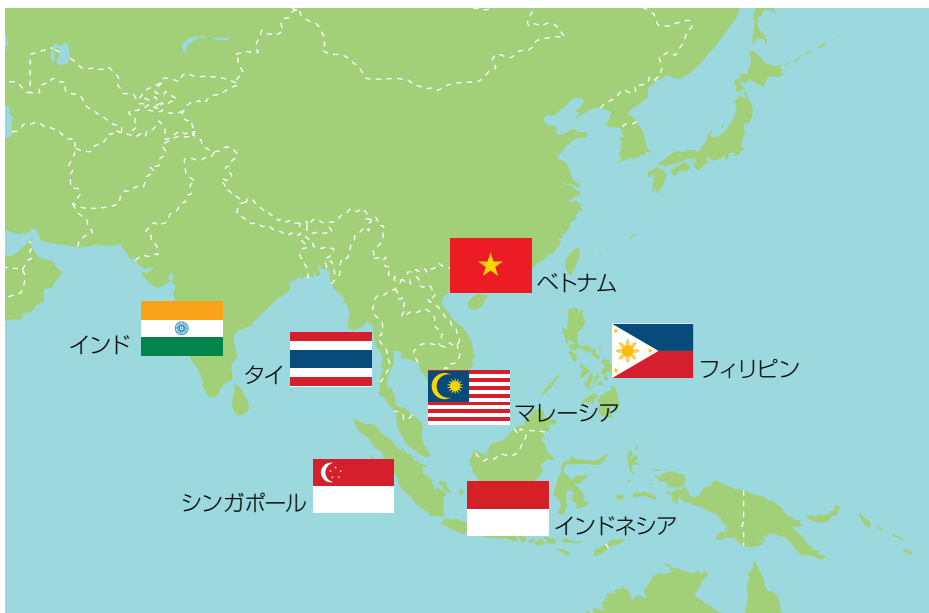 ベトナム
インド
タイ
フィリピン
マレーシア
シンガポール
インドネシア